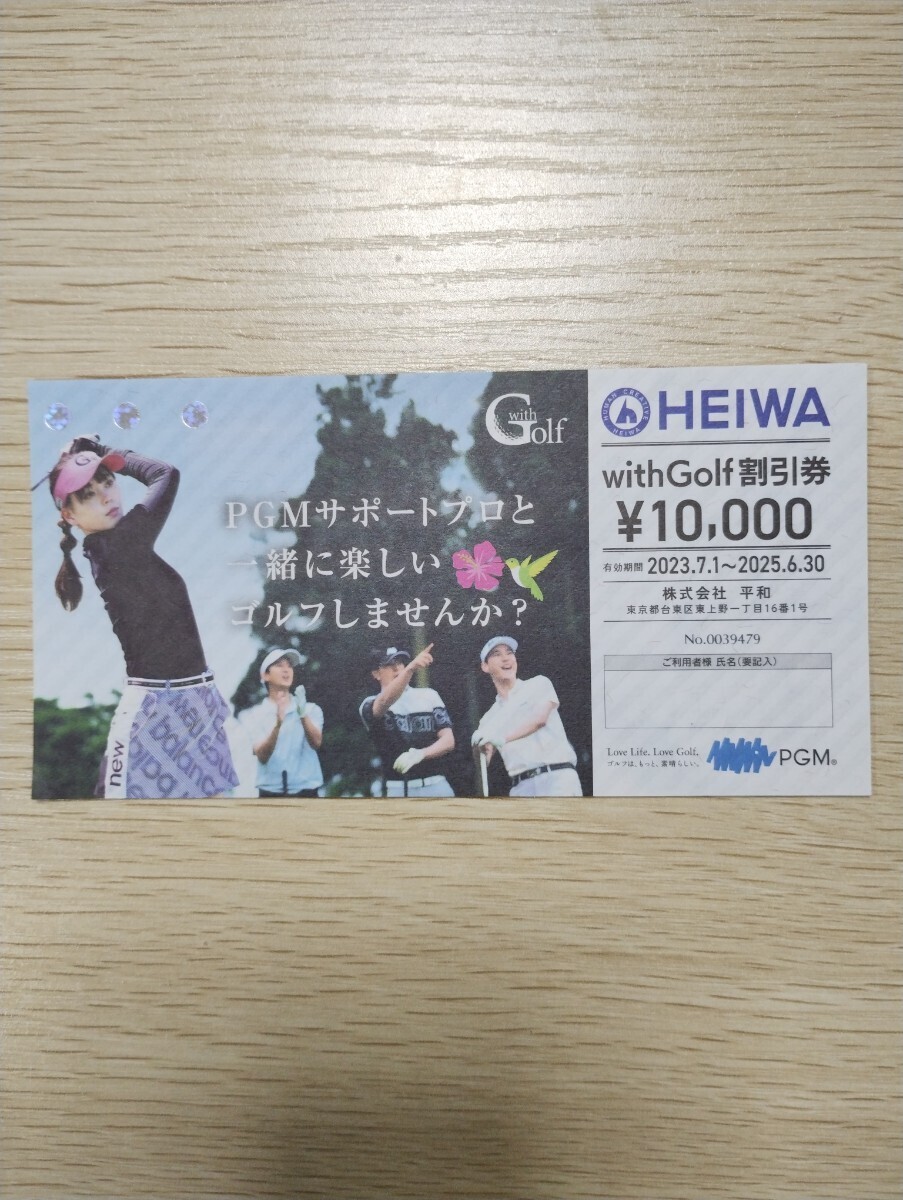 with Golf
PGMサポートプロと
一緒に楽しい
ゴルフしませんか？
G
new
balance
HUMAN CREATIVE
HEIWA
HEIWA
withGolf割引券
¥10,000
有効期間 2023.7.1～2025.6.30
株式会社 平和
東京都台東区東上野一丁目16番1号
No.0039479
ご利用者様 氏名(要記入)
Love Life. Love Golf.
ゴルフは、もっと、素晴らしい。
PGM®